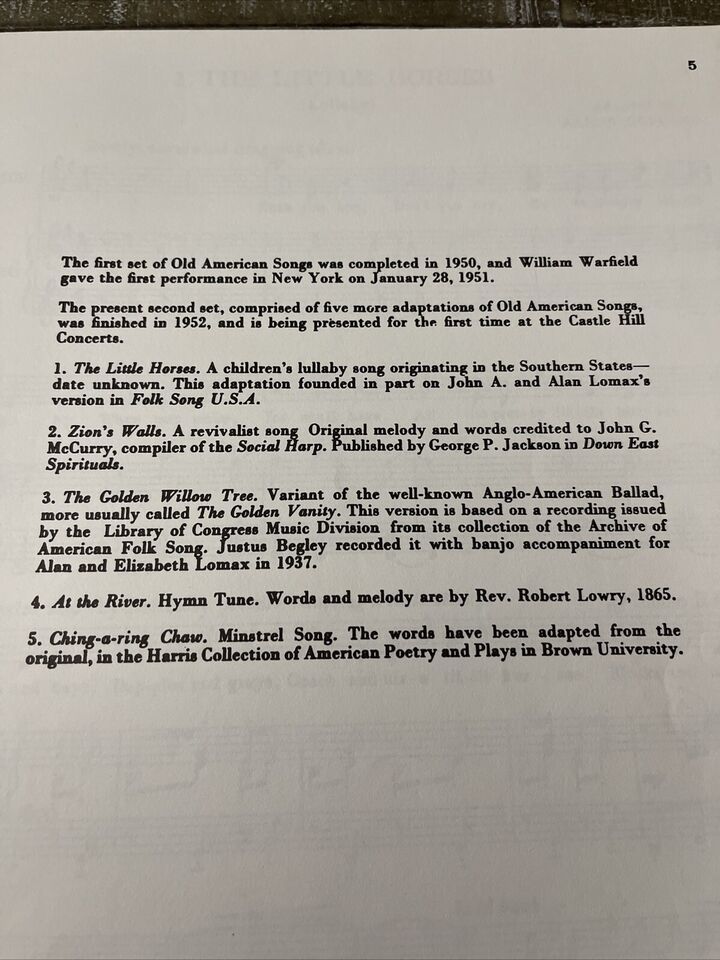 5
The first set of Old American Songs was completed in 1950, and William Warfield
gave the first performance in New York on January 28, 1951.
The present second set, comprised of five more adaptations of Old American Songs,
was finished in 1952, and is being presented for the first time at the Castle Hill
Concerts.
1. The Little Horses. A children's lullaby song originating in the Southern States—
date unknown. This adaptation founded in part on John A. and Alan Lomax's
version in Folk Song U.S.A.
2. Zion's Walls. A revivalist song Original melody and words credited to John G.
McCurry, compiler of the Social Harp. Published by George P. Jackson in Down East
Spirituals.
3. The Golden Willow Tree. Variant of the well-known Anglo-American Ballad,
more usually called The Golden Vanity. This version is based on a recording issued
by the Library of Congress Music Division from its collection of the Archive of
American Folk Song. Justus Begley recorded it with banjo accompaniment for
Alan and Elizabeth Lomax in 1937.
4. At the River. Hymn Tune. Words and melody are by Rev. Robert Lowry, 1865.
5. Ching-a-ring Chaw. Minstrel Song. The words have been adapted from the
original, in the Harris Collection of American Poetry and Plays in Brown University.